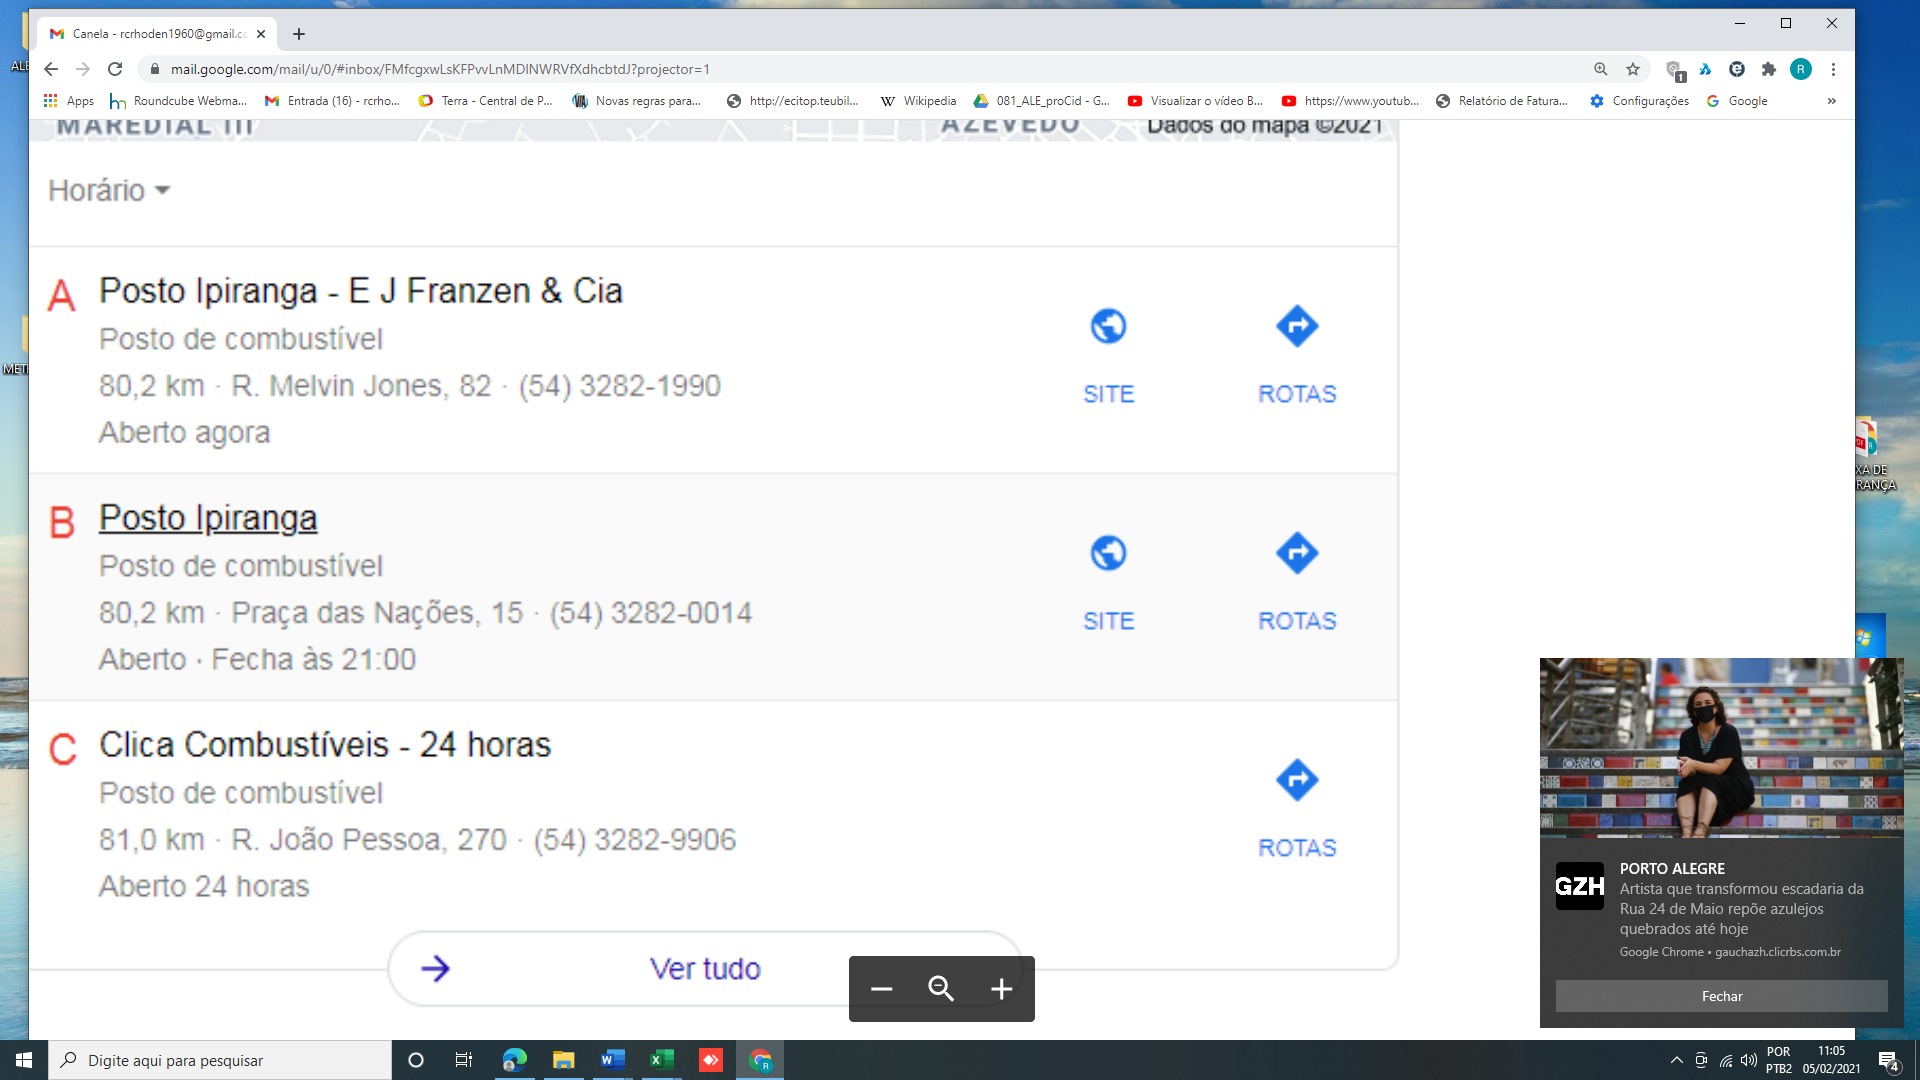 Canela - rcrhoden1960@gmail.cc
mail.google.com/mail/u/0/#inbox/FMfcgxwLsKFPvvLnMDlNWRVfXdhcbtdJ?projector=1
1
R
Apps
Roundcube Webma...
Entrada (16) - rcrho...
Terra - Central de P...
Novas regras para...
http://ecitop.teubil...
Wikipedia
081_ALE_proCid - G...
Visualizar o vídeo B...
https://www.youtub...
Relatório de Fatura...
Configurações
Google
»
MAREDIAL III
AZEVEDO
Dados do mapa ©2021
Horário
A
Posto Ipiranga - E J Franzen & Cia
Posto de combustível
80,2 km · R. Melvin Jones, 82 · (54) 3282-1990
Aberto agora
SITE
ROTAS
B
Posto Ipiranga
Posto de combustível
80,2 km · Praça das Nações, 15 · (54) 3282-0014
Aberto · Fecha às 21:00
SITE
ROTAS
C
Clica Combustíveis - 24 horas
Posto de combustível
81,0 km · R. João Pessoa, 270 · (54) 3282-9906
Aberto 24 horas
ROTAS
Ver tudo
XA DE
RANÇA
GZH
PORTO ALEGRE
Artista que transformou escadaria da
Rua 24 de Maio repõe azulejos
quebrados até hoje
Google Chrome • gauchazh.clicrbs.com.br
Fechar
Digite aqui para pesquisar
POR
PTB2
11:05
05/02/2021
4